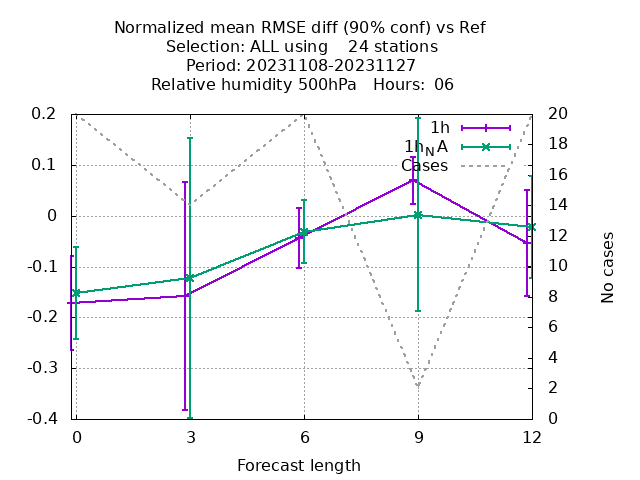 Normalized mean RMSE diff (90% conf) vs Ref
Selection: ALL using    24 stations
Period: 20231108-20231127
Relative humidity 500hPa   Hours:  06
0.2
0.1
0
-0.1
-0.2
-0.3
-0.4
20
18
16
14
12
10
8
6
4
2
0
1h
1hNA
Cases
No cases
0
3
6
9
12
Forecast length